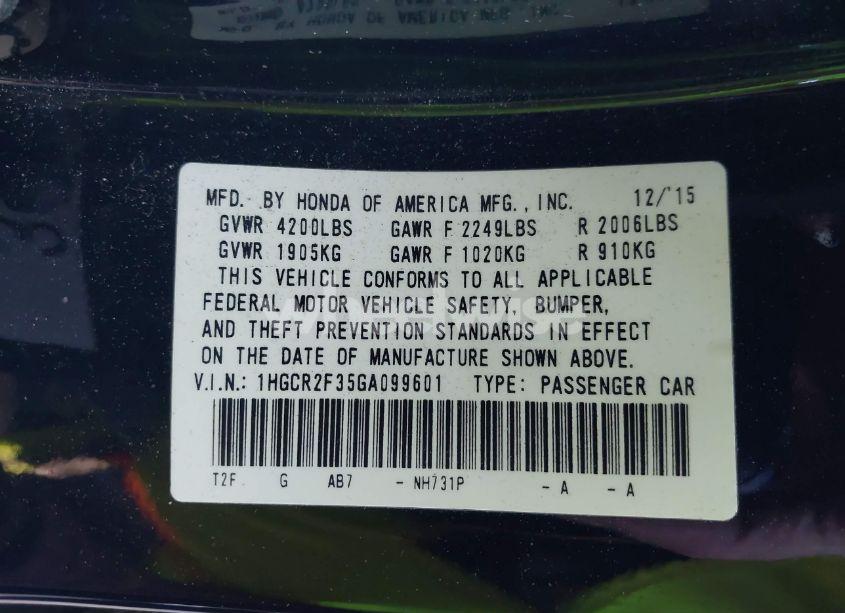 MFD. BY HONDA OF AMERICA MFG., INC. 12/'15
GVWR 4200LBS GAWR F 2249LBS R 2006LBS
GVWR 1905KG GAWR F 1020KG R 910KG
THIS VEHICLE CONFORMS TO ALL APPLICABLE
FEDERAL MOTOR VEHICLE SAFETY, BUMPER,
AND THEFT PREVENTION STANDARDS IN EFFECT
ON THE DATE OF MANUFACTURE SHOWN ABOVE.
V.I.N.: 1HGCR2F35GA099601 TYPE: PASSENGER CAR
T2F G AB7 - NH731P - A - A